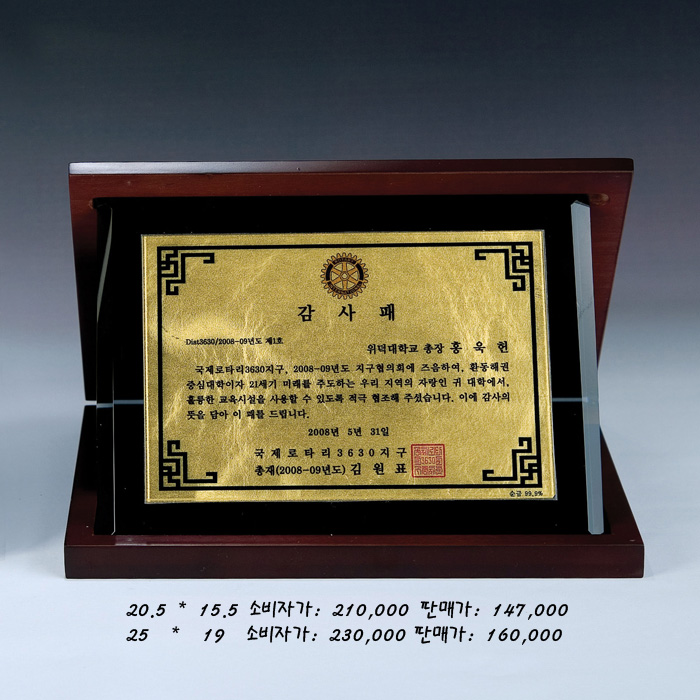 감 사 패
Dist3630/2008-09년도 제1호
위덕대학교 총장 홍 욱 헌
국제로타리3630지구, 2008-09년도 지구협의회에 즈음하여, 환동해권
중심대학이자 21세기 미래를 주도하는 우리 지역의 자랑인 귀 대학에서,
훌륭한 교육시설을 사용할 수 있도록 적극 협조해 주셨습니다. 이에 감사의
뜻을 담아 이 패를 드립니다.
2008년 5년 31일
국 제 로 타 리 3 6 3 0 지 구
총재(2008-09년도) 김 원 표
3630
순금 99.9%
20.5 * 15.5 소비자가: 210,000 판매가: 147,000
25 * 19 소비자가: 230,000 판매가: 160,000